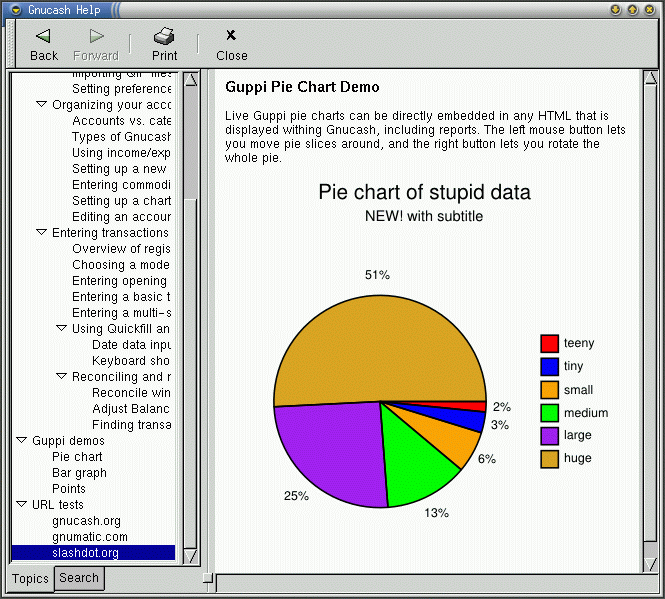 Gnucash Help
Back
Forward
Print
Close
Setting preference
Organizing your acco
Accounts vs. cate
Types of Gnucash
Using income/exp
Setting up a new
Entering commodi
Setting up a chart
Editing an accour
Entering transactions
Overview of regis
Choosing a mode
Entering opening
Entering a basic t
Entering a multi-s
Using Quickfill an
Date data inpu
Keyboard sho
Reconciling and r
Reconcile win
Adjust Balanc
Finding transa
Guppi demos
Pie chart
Bar graph
Points
URL tests
gnucash.org
gnumatic.com
slashdot.org
Topics
Search
Guppi Pie Chart Demo
Live Guppi pie charts can be directly embedded in any HTML that is
displayed withing Gnucash, including reports. The left mouse button lets
you move pie slices around, and the right button lets you rotate the
whole pie.
Pie chart of stupid data
NEW! with subtitle
51%
2%
3%
6%
13%
25%
teeny
tiny
small
medium
large
huge